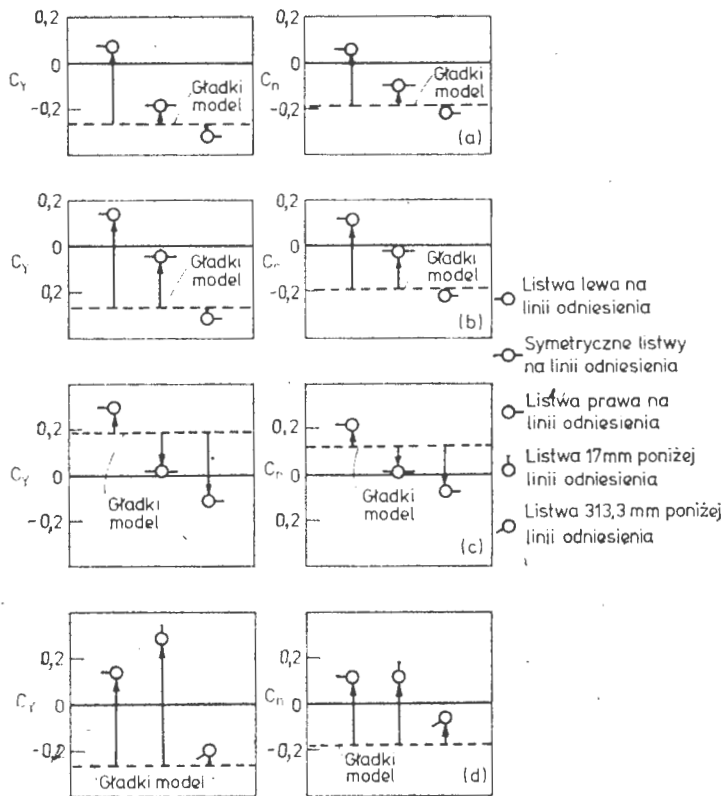 0,2
0
C_Y
-0,2
Gładki
model
0,2
0
C_n
-0,2
Gładki
model
(a)
0,2
0
C_Y
0,2
Gładki
model
0,2
0
-0,2
Gładki
model
(b)
0,2
C_Y
0
-0,2
Gładki
model
0,2
0
0,2
Gładki
model
(c)
0,2
C_Y
0
-0,2
Gładki model
0,2
C_n
0
-0,2
Gładki
model
(d)
Listwa lewa na
linii odniesienia
Symetryczne listwy
na linii odniesienia
Listwa prawa na
linii odniesienia
Listwa 17mm poniżej
linii odniesienia
Listwa 313,3 mm poniżej
linii odniesienia